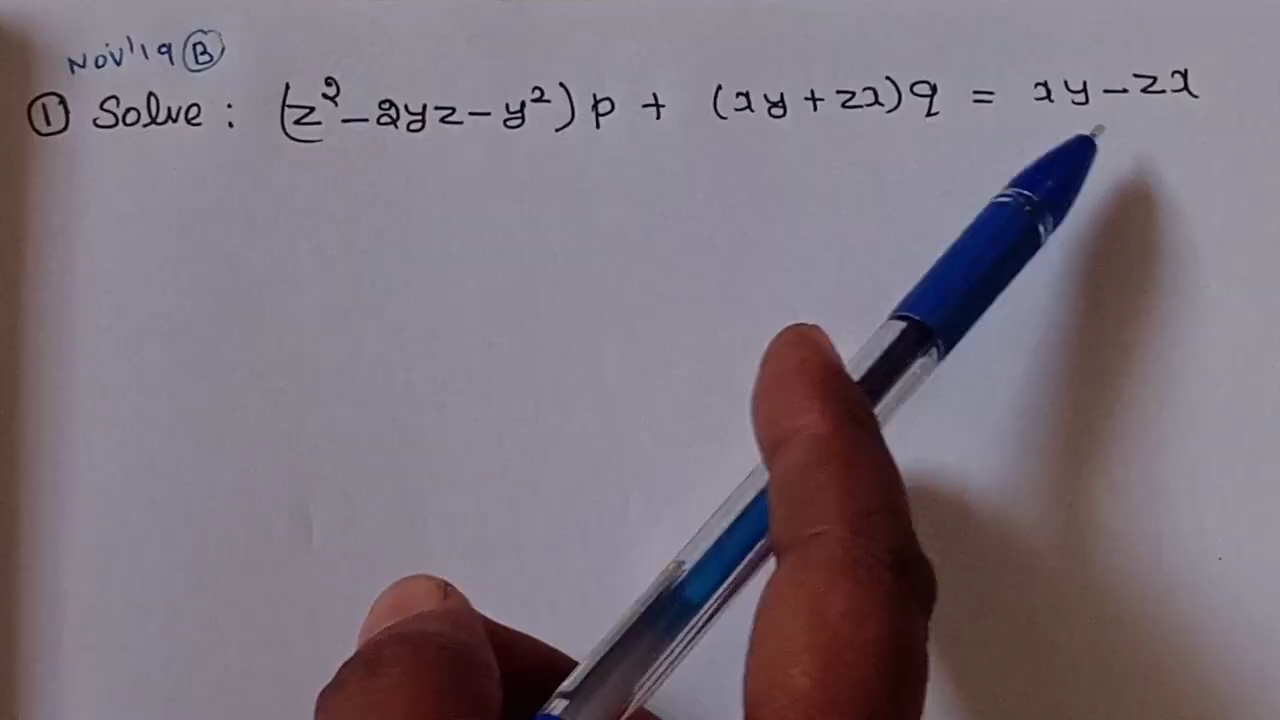 Nov'19 Ⓑ
① Solve : (z²-2yz-y²)p + (xy+zx)q = xy-zx